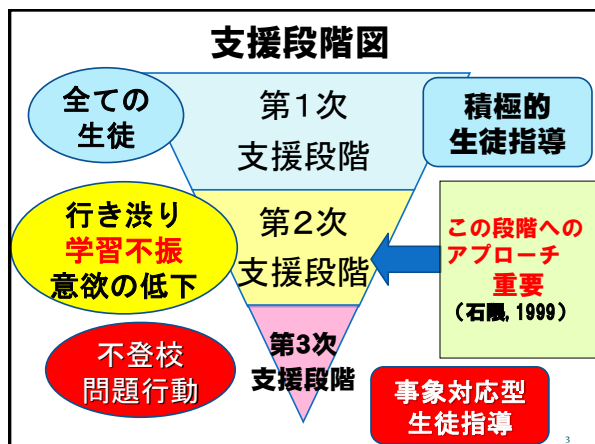 支援段階図
全ての
生徒
第1次
支援段階
積極的
生徒指導
行き渋り
学習不振
意欲の低下
第2次
支援段階
この段階への
アプローチ
重要
(石隈,1999)
不登校
問題行動
第3次
支援段階
事象対応型
生徒指導
3